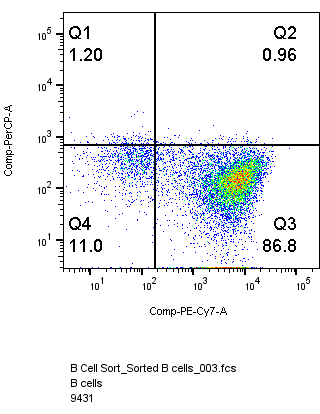 Q1
1.20
Q2
0.96
Q4
11.0
Q3
86.8
10^5
10^4
10^3
10^2
10^1
Comp-PerCP-A
10^1 10^2 10^3 10^4 10^5
Comp-PE-Cy7-A
B Cell Sort_Sorted B cells_003.fcs
B cells
9431